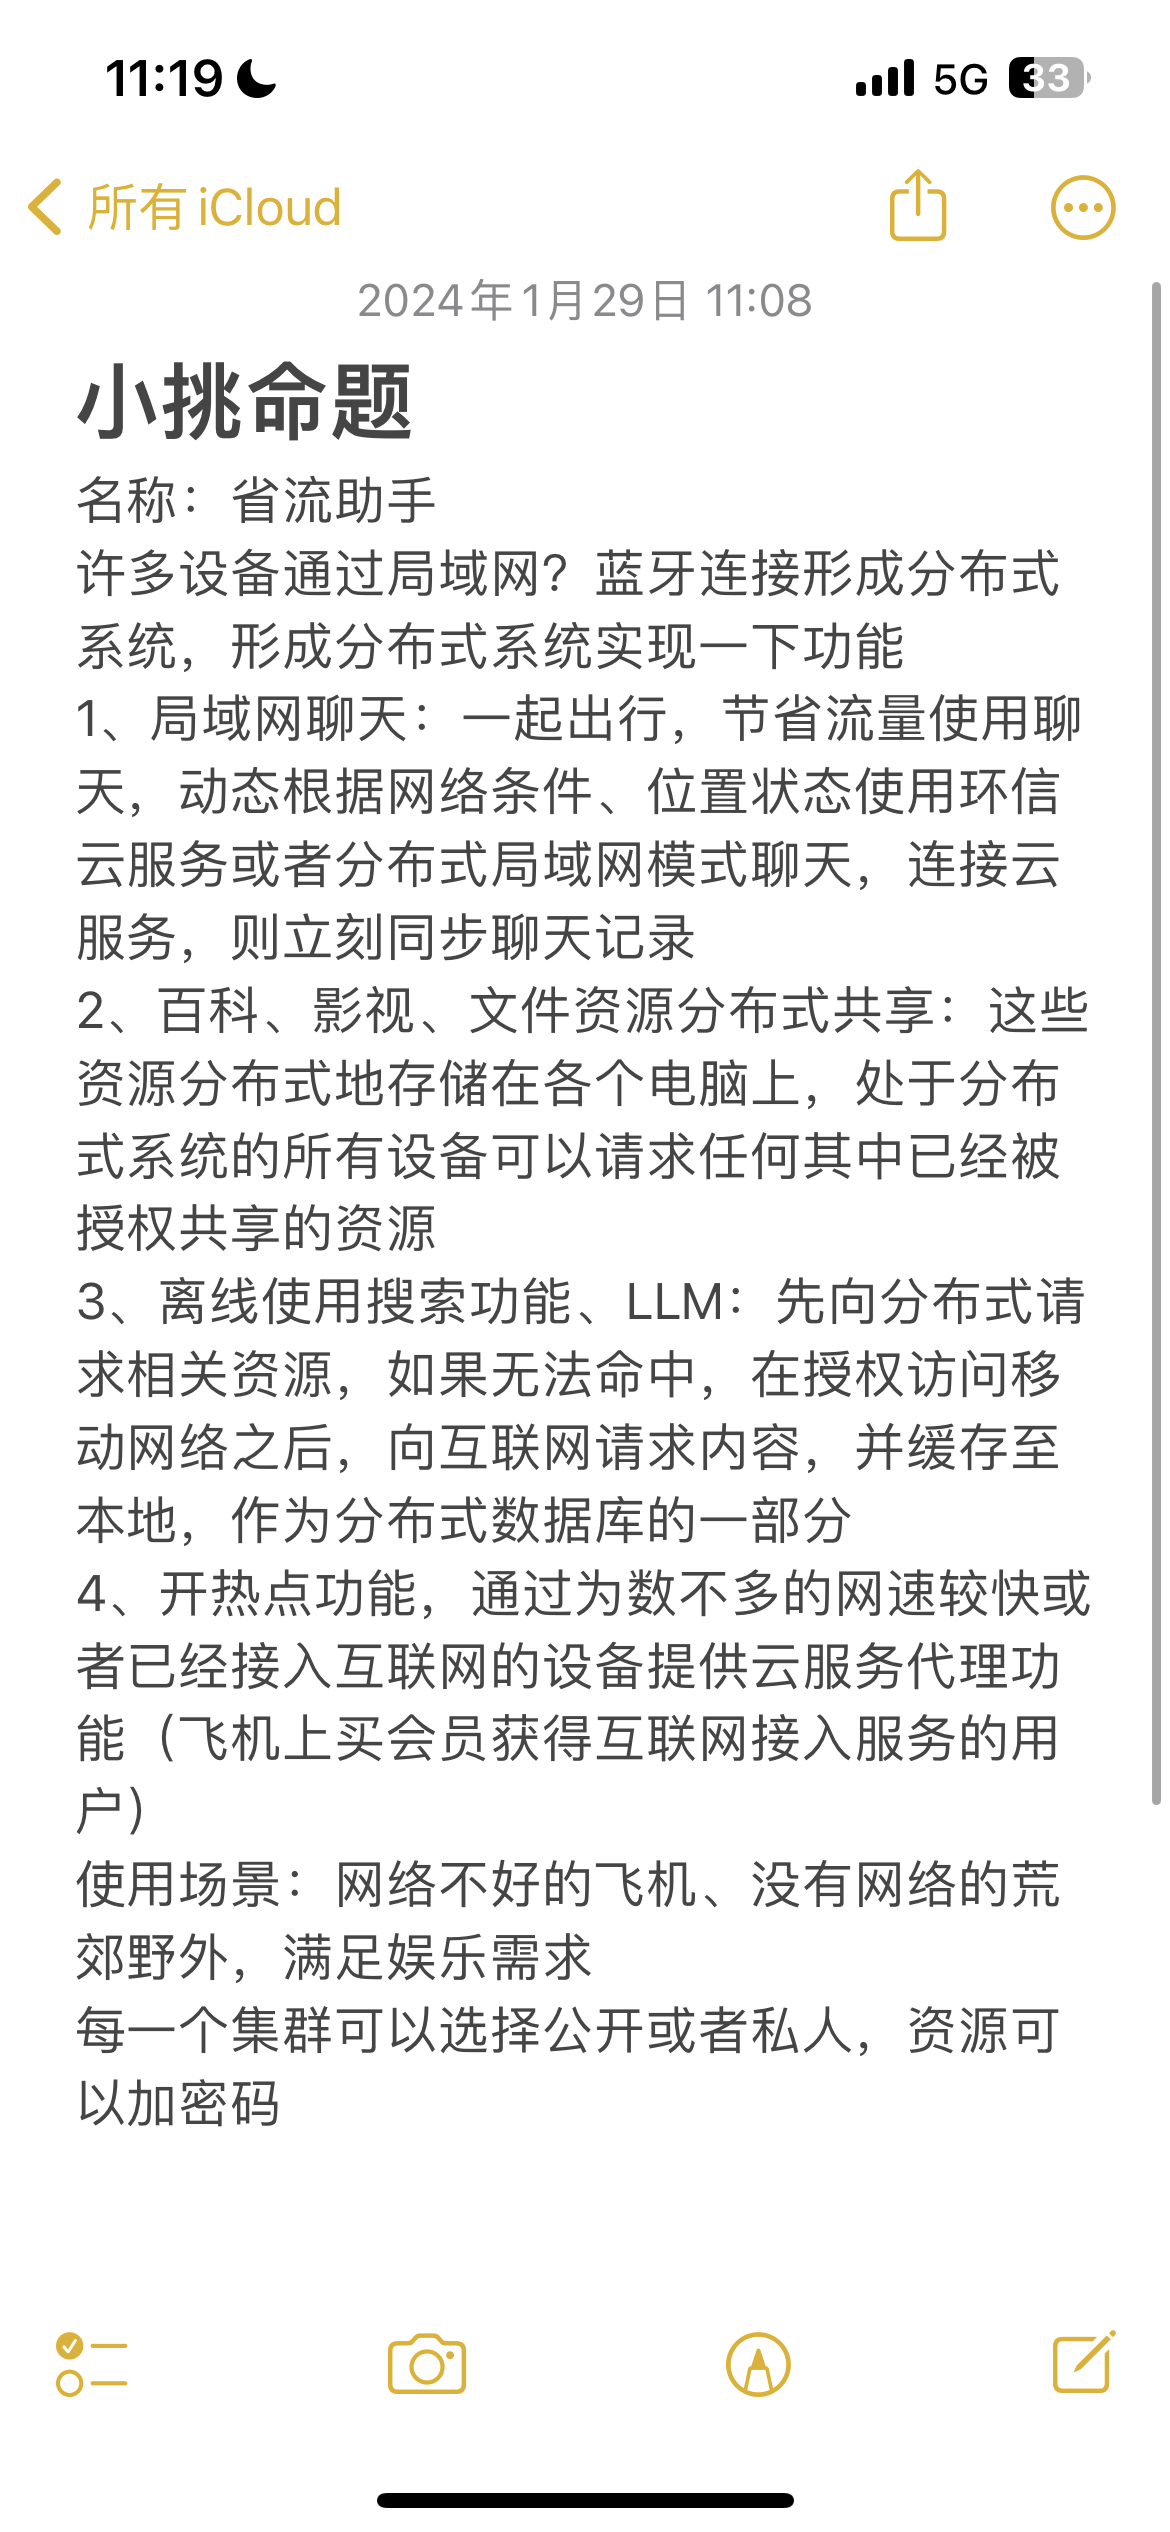 11:19
5G
33
所有 iCloud
2024年1月29日 11:08
小挑命题
名称：省流助手
许多设备通过局域网？蓝牙连接形成分布式
系统，形成分布式系统实现一下功能
1、局域网聊天：一起出行，节省流量使用聊
天，动态根据网络条件、位置状态使用环信
云服务或者分布式局域网模式聊天，连接云
服务，则立刻同步聊天记录
2、百科、影视、文件资源分布式共享：这些
资源分布式地存储在各个电脑上，处于分布
式系统的所有设备可以请求任何其中已经被
授权共享的资源
3、离线使用搜索功能、LLM：先向分布式请
求相关资源，如果无法命中，在授权访问移
动网络之后，向互联网请求内容，并缓存至
本地，作为分布式数据库的一部分
4、开热点功能，通过为数不多的网速较快或
者已经接入互联网的设备提供云服务代理功
能（飞机上买会员获得互联网接入服务的用
户）
使用场景：网络不好的飞机、没有网络的荒
郊野外，满足娱乐需求
每一个集群可以选择公开或者私人，资源可
以加密码